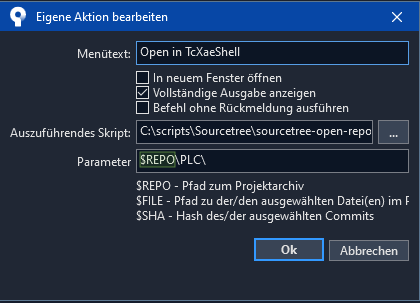 Eigene Aktion bearbeiten
Menütext: Open in TcXaeShell
In neuem Fenster öffnen
Vollständige Ausgabe anzeigen
Befehl ohne Rückmeldung ausführen
Auszuführendes Skript: C:\scripts\Sourcetree\sourcetree-open-repo ...
Parameter $REPO\PLC\
$REPO - Pfad zum Projektarchiv
$FILE - Pfad zu der/den ausgewählten Datei(en) im P
$SHA - Hash des/der ausgewählten Commits
Ok Abbrechen